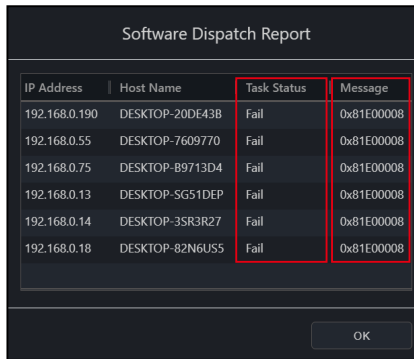 Software Dispatch Report
IP Address Host Name Task Status Message
192.168.0.190 DESKTOP-20DE43B Fail 0x81E00008
192.168.0.55 DESKTOP-7609770 Fail 0x81E00008
192.168.0.75 DESKTOP-B9713D4 Fail 0x81E00008
192.168.0.13 DESKTOP-SG51DEP Fail 0x81E00008
192.168.0.14 DESKTOP-3SR3R27 Fail 0x81E00008
192.168.0.18 DESKTOP-82N6US5 Fail 0x81E00008
OK